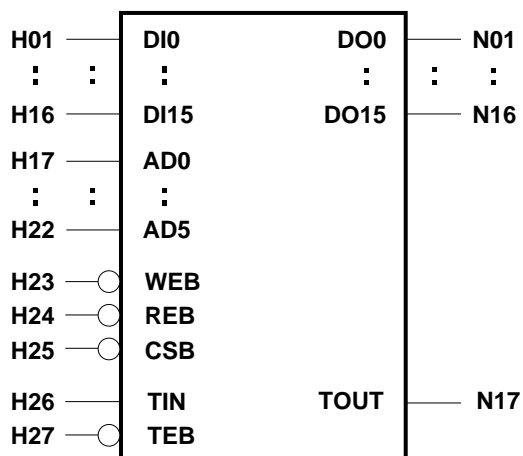 H01 DI0 DO0 N01
: : : : : :
H16 DI15 DO15 N16
H17 AD0
: : :
H22 AD5
H23 WEB
H24 REB
H25 CSB
H26 TIN TOUT N17
H27 TEB